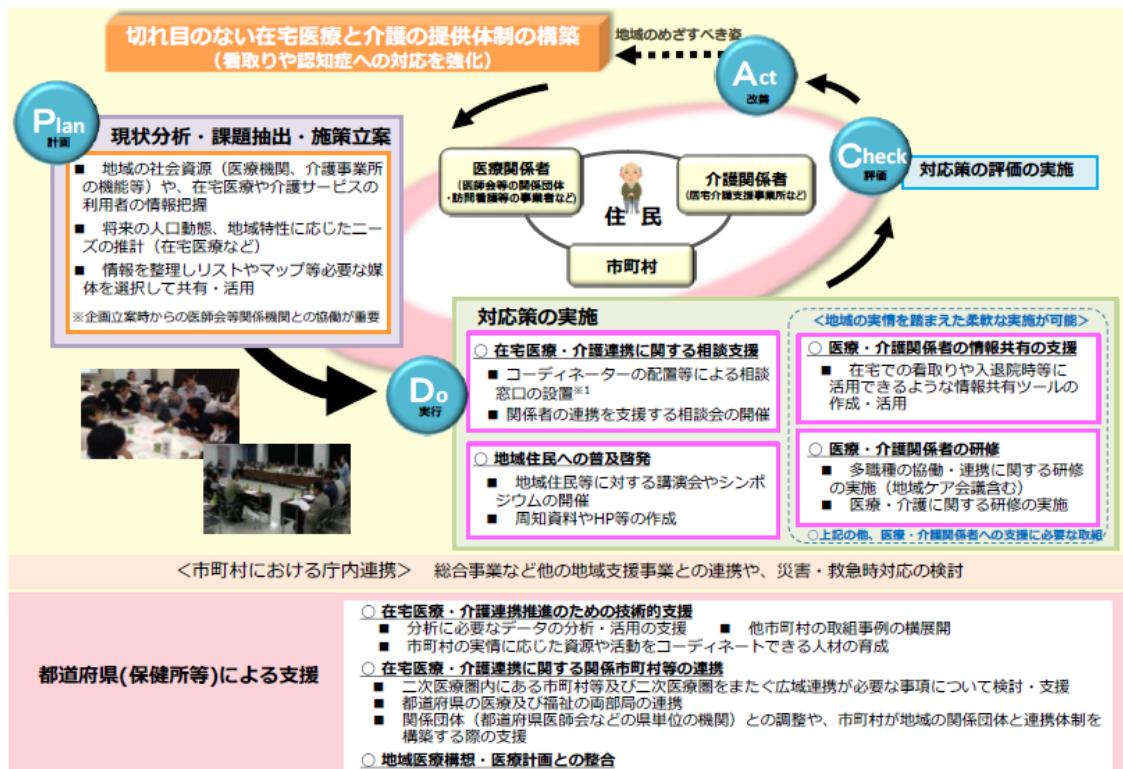 切れ目のない在宅医療と介護の提供体制の構築
（看取りや認知症への対応を強化）
地域のめざすべき姿
Act
改善
Plan
計画
現状分析・課題抽出・施策立案
■ 地域の社会資源（医療機関、介護事業所
の機能等）や、在宅医療や介護サービスの
利用者の情報把握
■ 将来の人口動態、地域特性に応じたニー
ズの推計（在宅医療など）
■ 情報を整理しリストやマップ等必要な媒
体を選択して共有・活用
※企画立案時からの医師会等関係機関との協働が重要
医療関係者
（医師会等の関係団体
・訪問看護等の事業者など）
住 民
介護関係者
（居宅介護支援事業所など）
市町村
Check
評価
対応策の評価の実施
Do
実行
対応策の実施
○ 在宅医療・介護連携に関する相談支援
■ コーディネーターの配置等による相談
窓口の設置※1
■ 関係者の連携を支援する相談会の開催
○ 地域住民への普及啓発
■ 地域住民等に対する講演会やシンポ
ジウムの開催
■ 周知資料やHP等の作成
＜地域の実情を踏まえた柔軟な実施が可能＞
○ 医療・介護関係者の情報共有の支援
■ 在宅での看取りや入退院時等に
活用できるような情報共有ツールの
作成・活用
○ 医療・介護関係者の研修
■ 多職種の協働・連携に関する研修
の実施（地域ケア会議含む）
■ 医療・介護に関する研修の実施
○上記の他、医療・介護関係者への支援に必要な取組
＜市町村における庁内連携＞ 総合事業など他の地域支援事業との連携や、災害・救急時対応の検討
都道府県(保健所等)による支援
○ 在宅医療・介護連携推進のための技術的支援
■ 分析に必要なデータの分析・活用の支援 ■ 他市町村の取組事例の横展開
■ 市町村の実情に応じた資源や活動をコーディネートできる人材の育成
○ 在宅医療・介護連携に関する関係市町村等の連携
■ 二次医療圏内にある市町村等及び二次医療圏をまたぐ広域連携が必要な事項について検討・支援
■ 都道府県の医療及び福祉の両部局の連携
■ 関係団体（都道府県医師会などの県単位の機関）との調整や、市町村が地域の関係団体と連携体制を
構築する際の支援
○ 地域医療構想・医療計画との整合